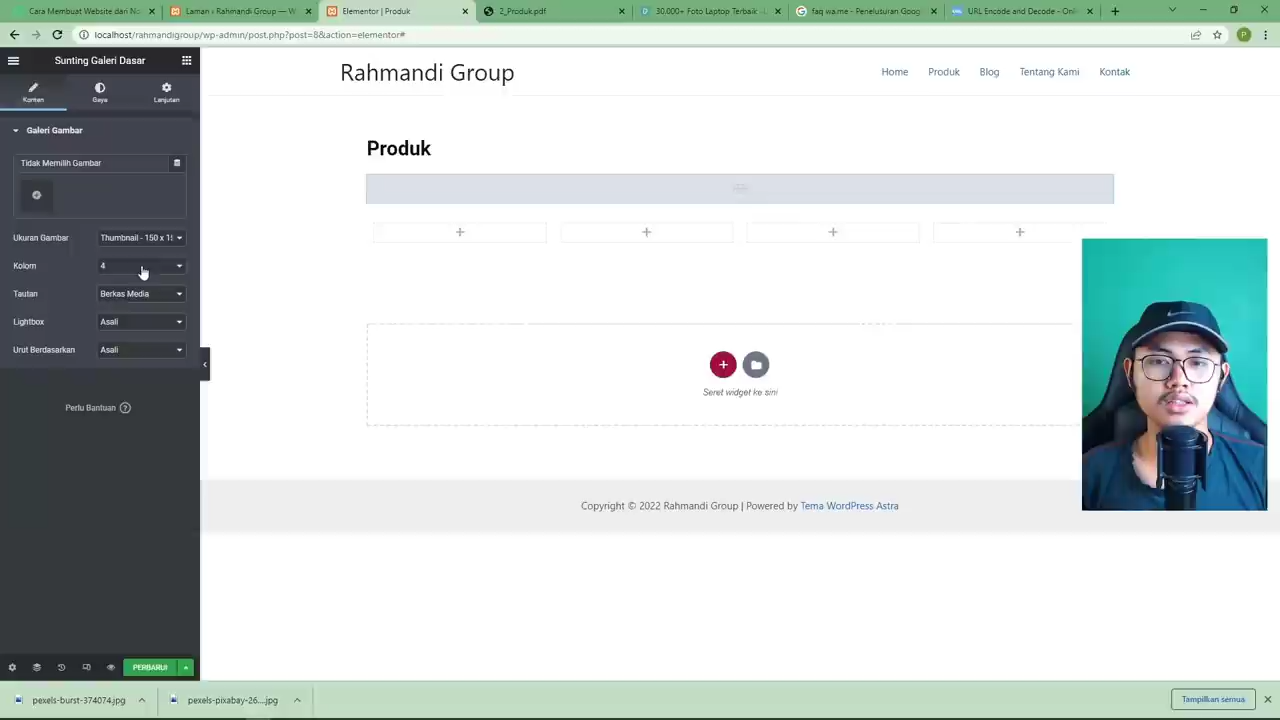 Cara Membuat Website dari No
Laman ‹ Rahmandi Group — W
Elementor | Produk
2_Produk.pdf
30.000+ Foto Laptop Terbaik ·
faq wa.me - Penelusuran Goog
URL Encode and Decode - Onli
localhost/rahmandigroup/wp-admin/post.php?post=8&action=elementor#
P
Sunting Galeri Dasar
Rahmandi Group
Home
Produk
Blog
Tentang Kami
Kontak
Konten
Gaya
Lanjutan
Galeri Gambar
Produk
Tidak Memilih Gambar
Ukuran Gambar
Thumbnail - 150 x 15
Kolom
4
Tautan
Berkas Media
Lightbox
Asali
Urut Berdasarkan
Asali
Perlu Bantuan
Seret widget ke sini
Copyright © 2022 Rahmandi Group | Powered by Tema WordPress Astra
PERBARUI
pexels-burst-374074.jpg
pexels-pixabay-26....jpg
Tampilkan semua